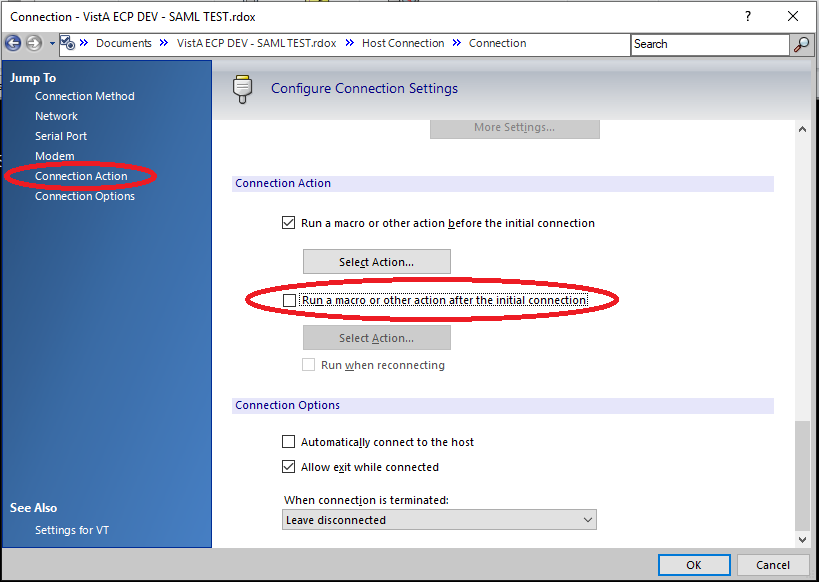 Connection - VistA ECP DEV - SAML TEST.rdox
Documents » VistA ECP DEV - SAML TEST.rdox » Host Connection » Connection
Search
Jump To
Connection Method
Network
Serial Port
Modem
Connection Action
Connection Options
See Also
Settings for VT
Configure Connection Settings
More Settings...
Connection Action
Run a macro or other action before the initial connection
Select Action...
Run a macro or other action after the initial connection
Select Action...
Run when reconnecting
Connection Options
Automatically connect to the host
Allow exit while connected
When connection is terminated:
Leave disconnected
OK
Cancel